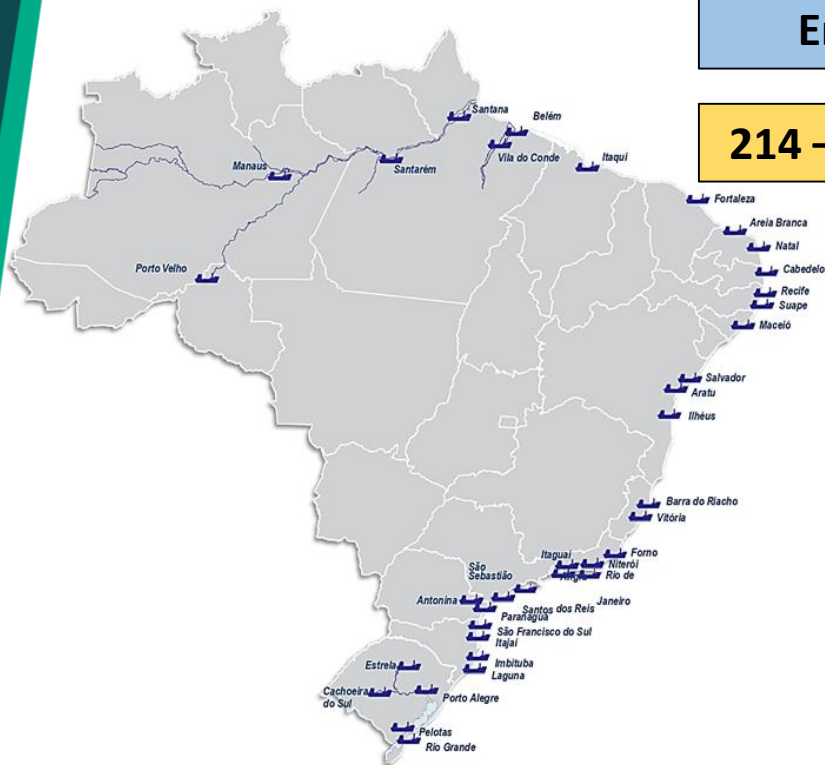 Er
214 –
Santana
Belém
Vila do Conde
Itaqui
Manaus
Santarém
Fortaleza
Areia Branca
Natal
Porto Velho
Cabedelo
Recife
Suape
Maceió
Salvador
Aratu
Ilhéus
Barra do Riacho
Vitória
Forno
Itaguaí
Niterói
São
Sebastião
Angra
Rio de
Antonina
Santos
dos Reis
Janeiro
Paranaguá
São Francisco do Sul
Itajaí
Estrela
Imbituba
Laguna
Cachoeira
do Sul
Porto Alegre
Pelotas
Rio Grande